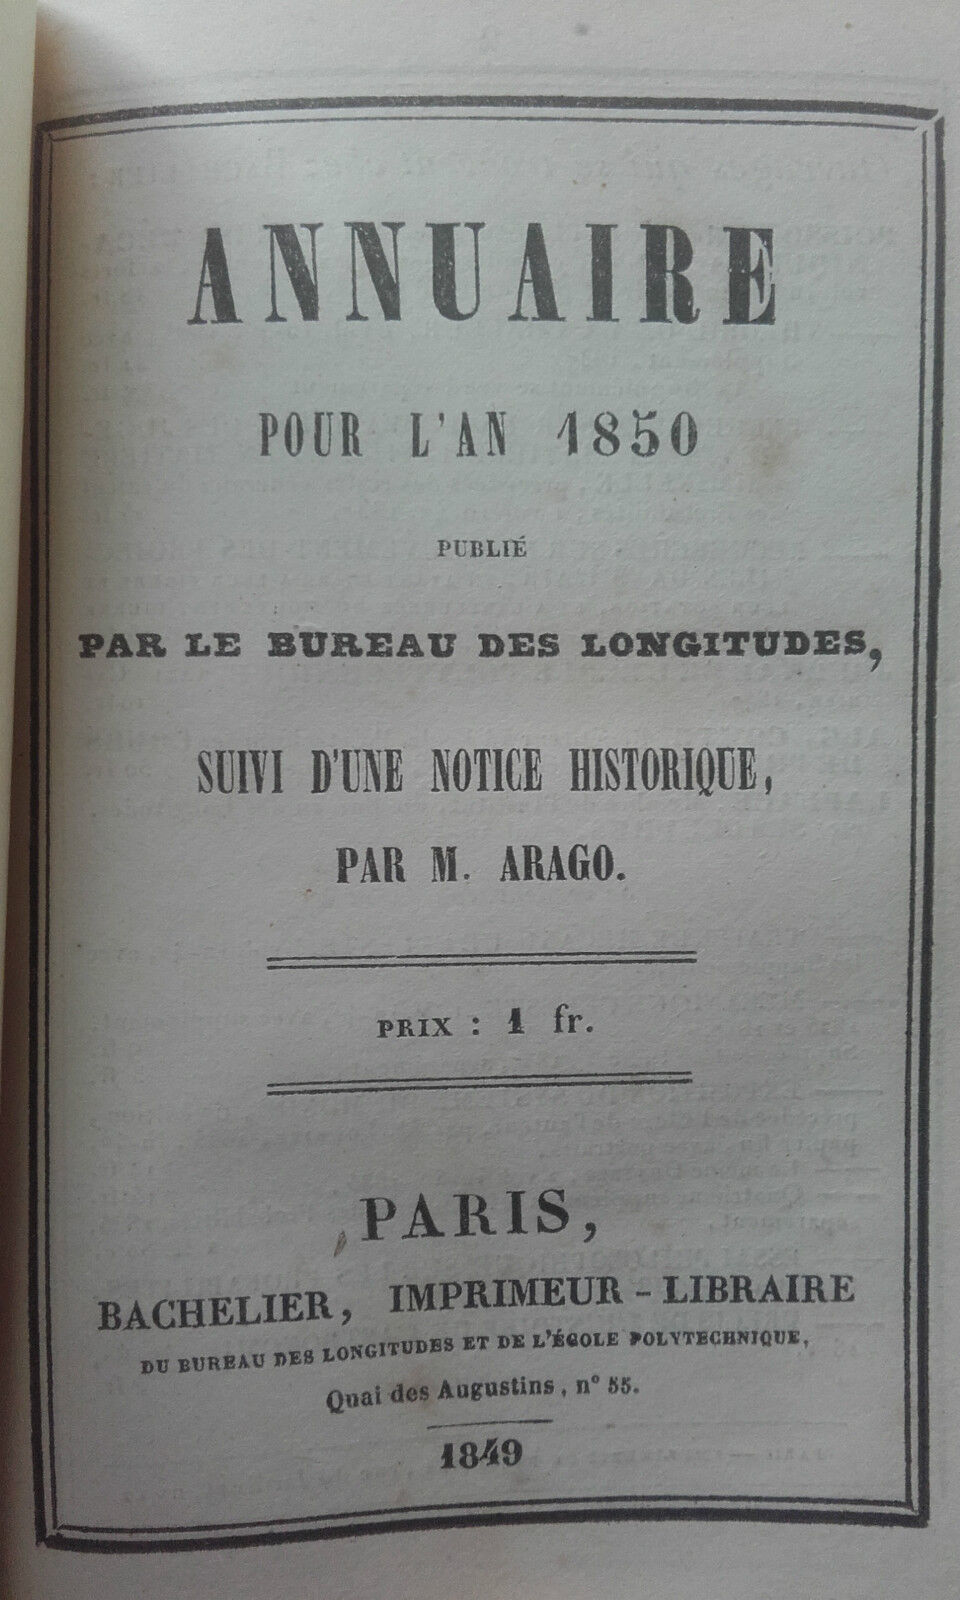 ANNUAIRE
POUR L'AN 1850
PUBLIÉ
PAR LE BUREAU DES LONGITUDES,
SUIVI D'UNE NOTICE HISTORIQUE,
PAR M. ARAGO.
PRIX : 1 fr.
PARIS,
BACHELIER, IMPRIMEUR-LIBRAIRE
DU BUREAU DES LONGITUDES ET DE L'ÉCOLE POLYTECHNIQUE,
Quai des Augustins, n° 55.
1849